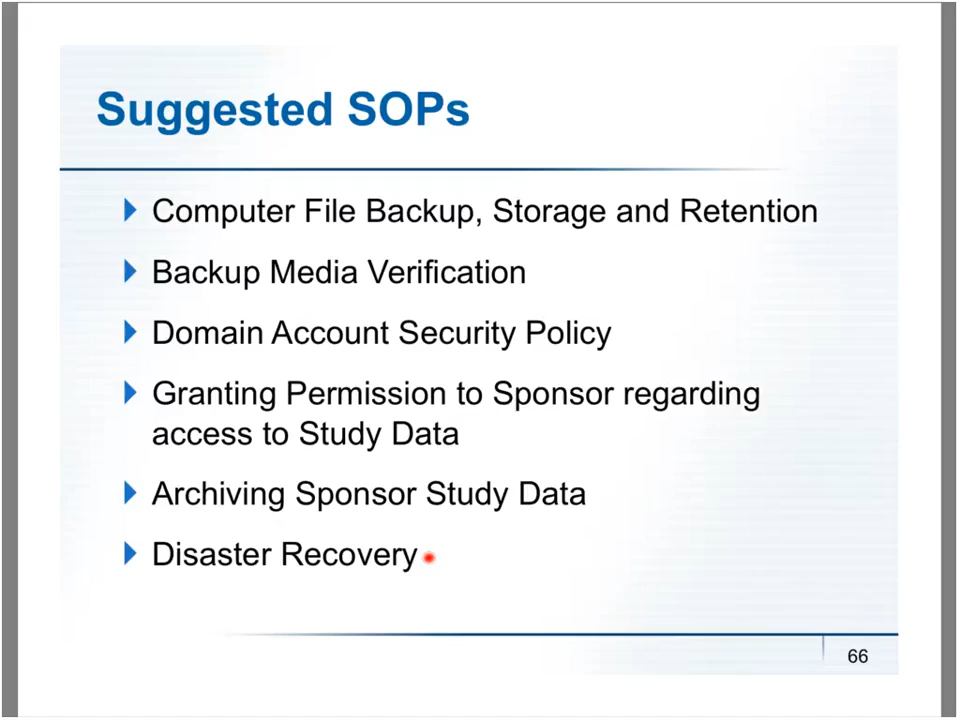 Suggested SOPs
Computer File Backup, Storage and Retention
Backup Media Verification
Domain Account Security Policy
Granting Permission to Sponsor regarding
access to Study Data
Archiving Sponsor Study Data
Disaster Recovery
66